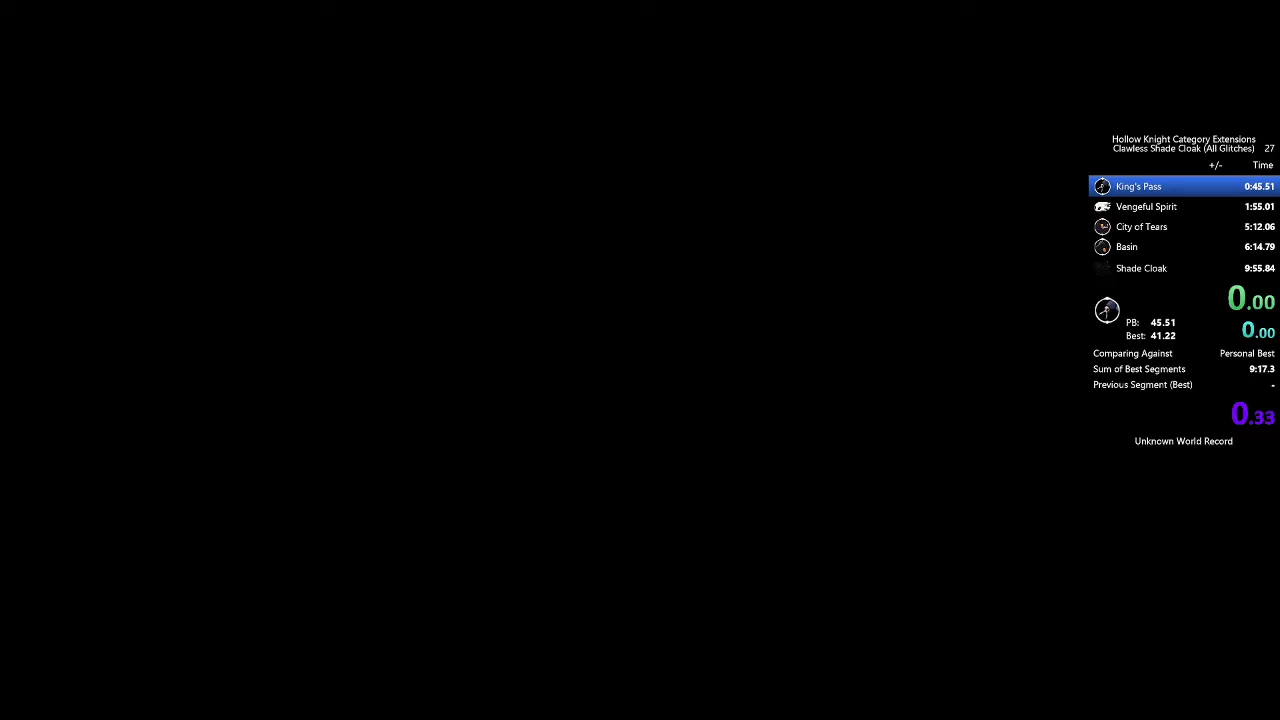 Hollow Knight Category Extensions
Clawless Shade Cloak (All Glitches) 27
+/- Time
King's Pass 0:45.51
Vengeful Spirit 1:55.01
City of Tears 5:12.06
Basin 6:14.79
Shade Cloak 9:55.84
0.00
PB: 45.51 0.00
Best: 41.22
Comparing Against Personal Best
Sum of Best Segments 9:17.3
Previous Segment (Best) -
0.33
Unknown World Record